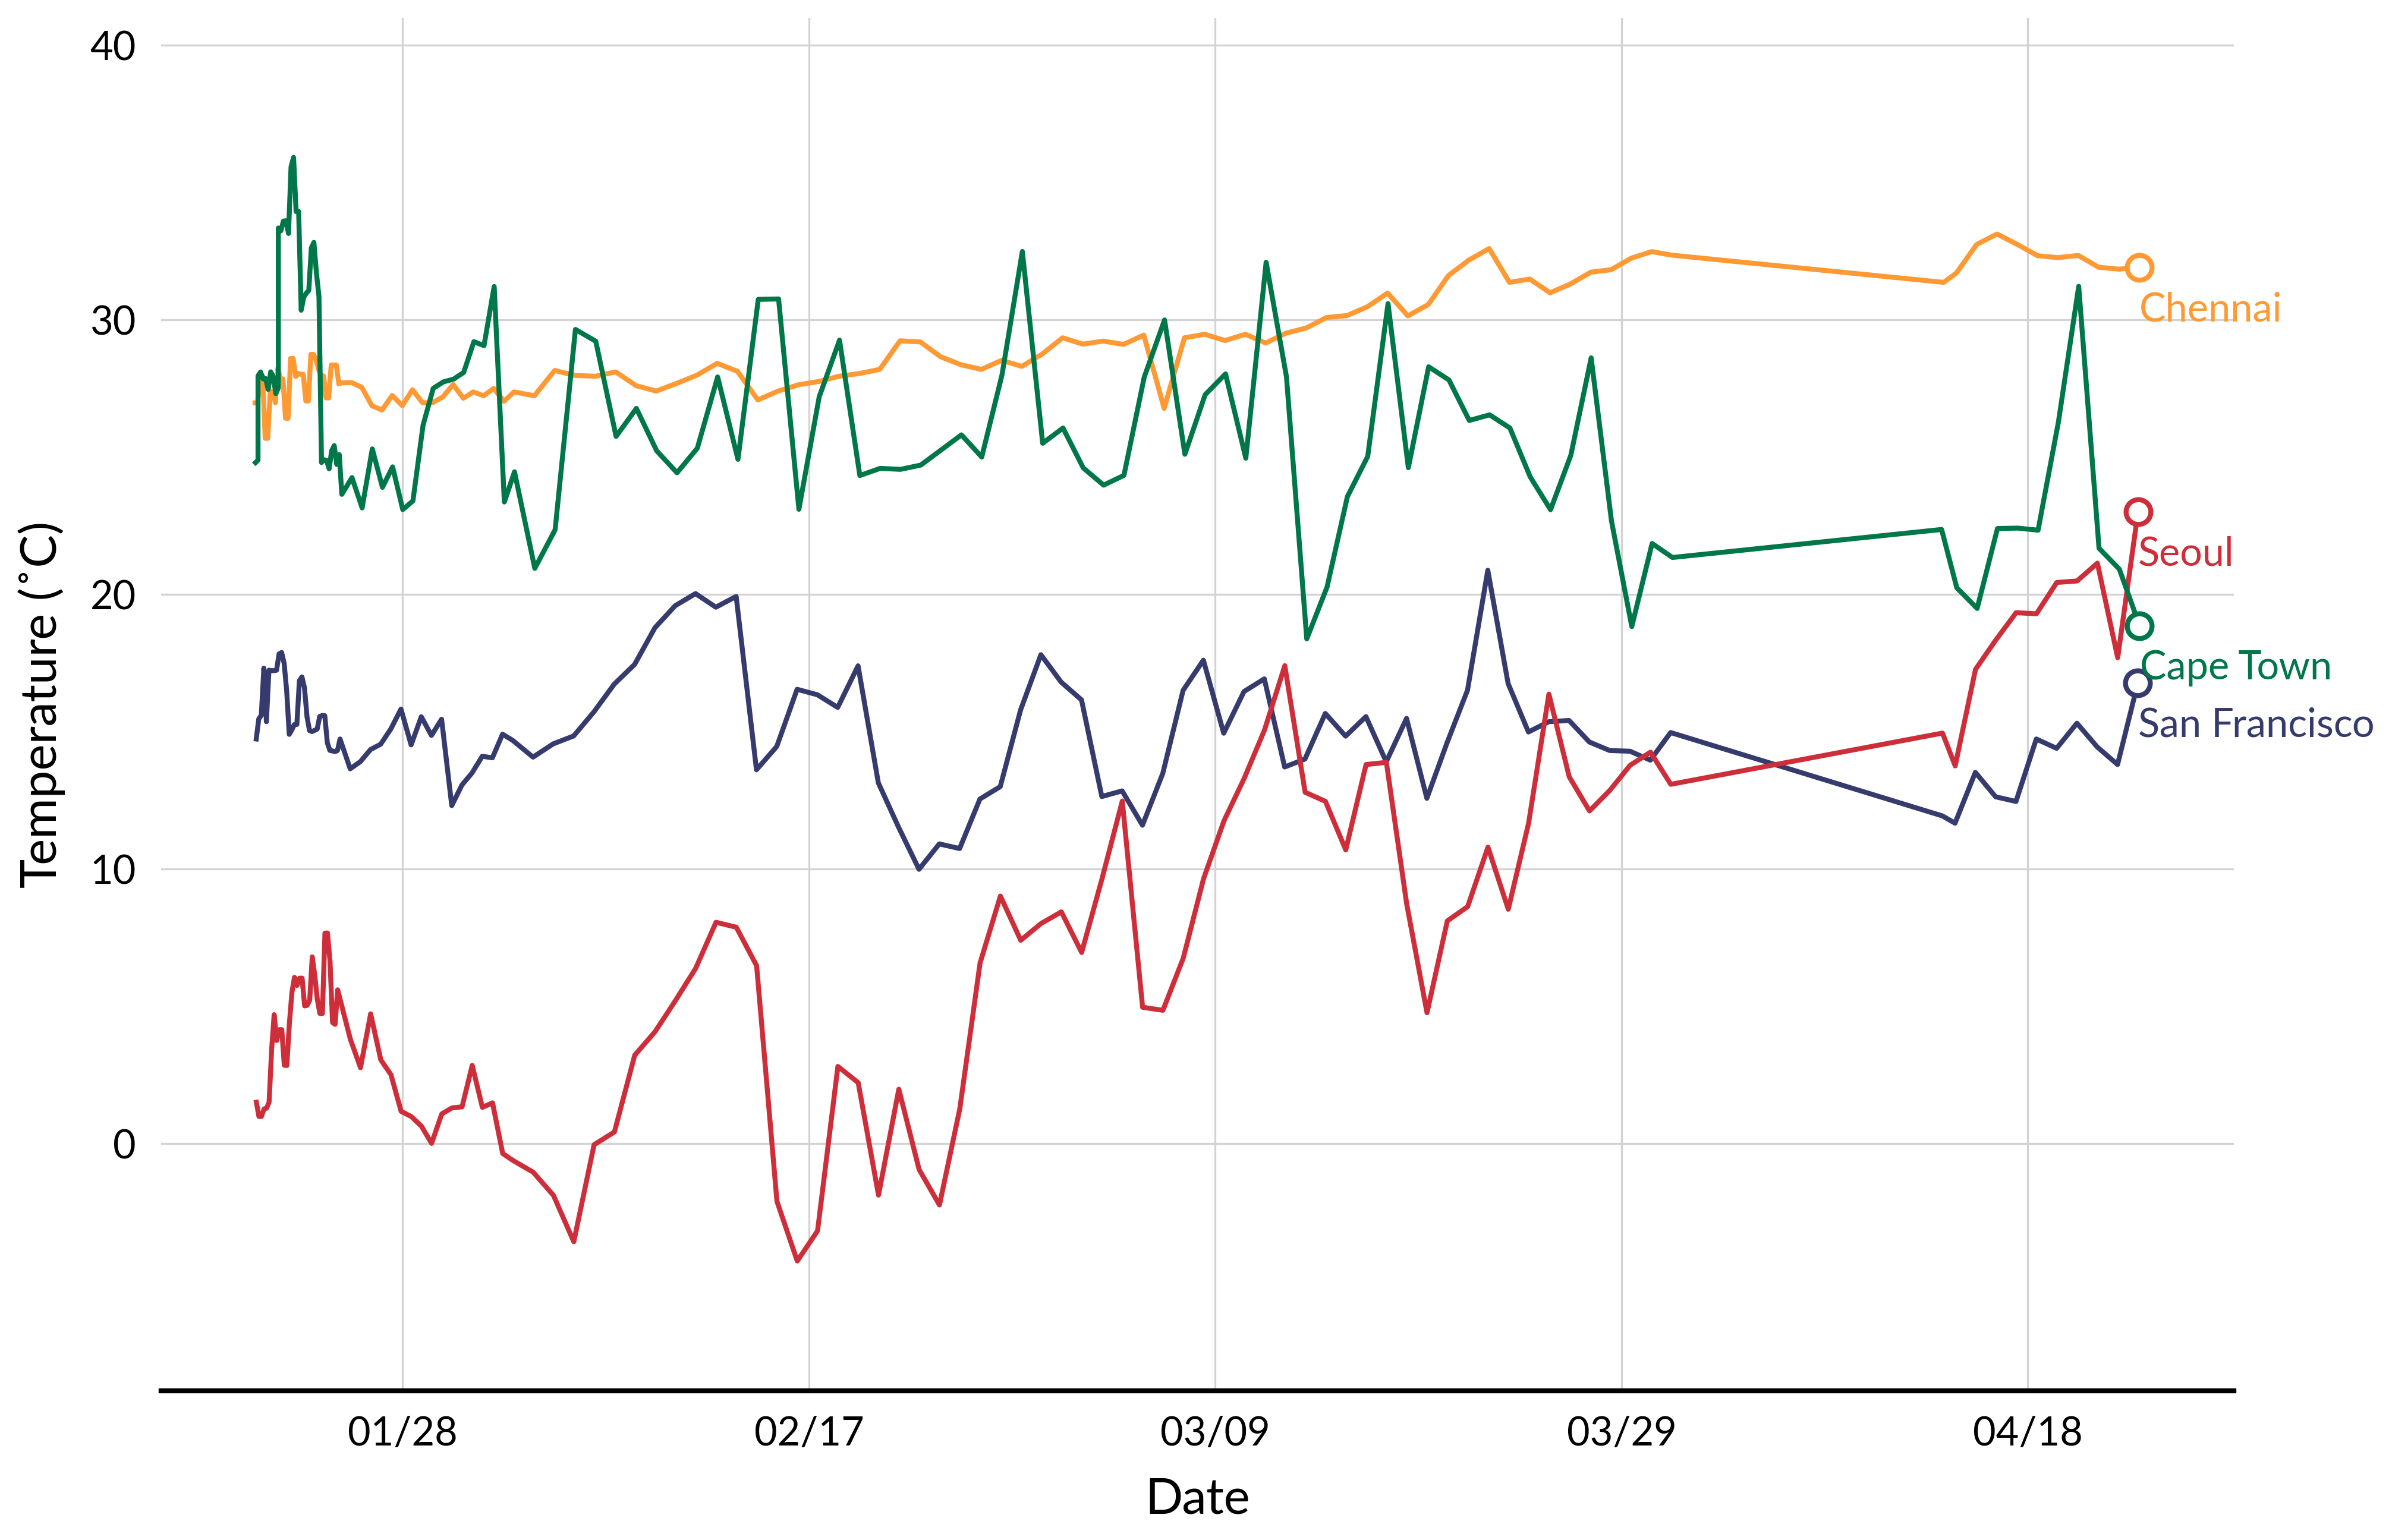 Temperature (˚C)
40
30
20
10
0
Chennai
Seoul
Cape Town
San Francisco
01/28
02/17
03/09
03/29
04/18
Date